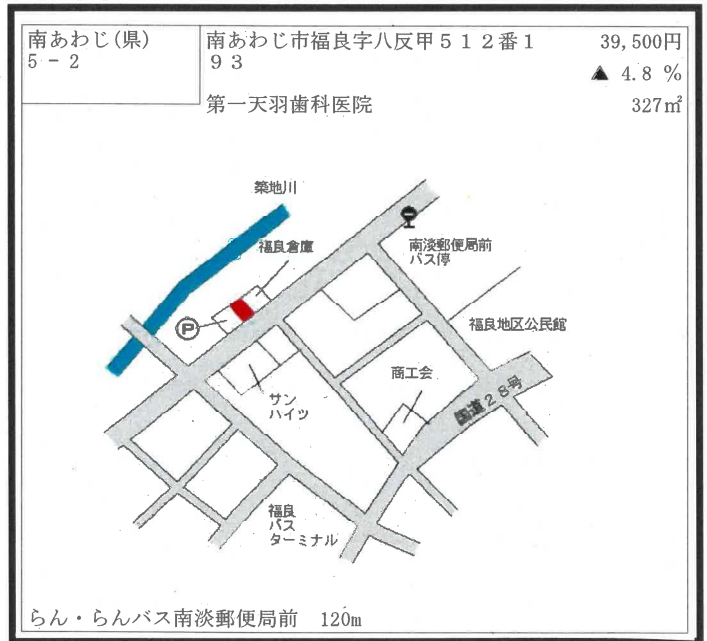 南あわじ(県)
5 - 2
南あわじ市福良字八反甲５１２番１
９３
39,500円
▲ 4.8 %
第一天羽歯科医院
327㎡
築地川
福良倉庫
南淡郵便局前
バス停
福良地区公民館
P
商工会
サン
ハイツ
国道２８号
福良
バス
ターミナル
らん・らんバス南淡郵便局前 120m